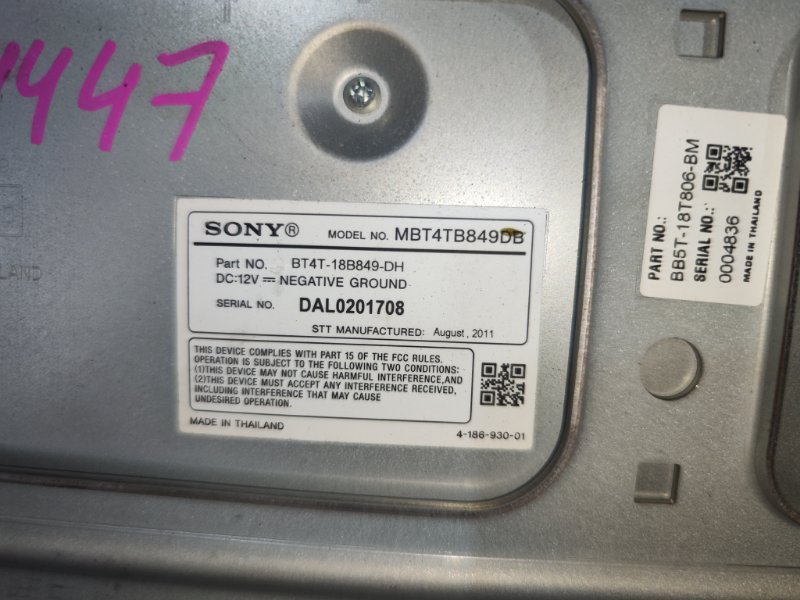 447
LAND
SONY® MODEL NO. MBT4TB849DB
Part NO. BT4T-18B849-DH
DC:12V NEGATIVE GROUND
SERIAL NO. DAL0201708
STT MANUFACTURED: August, 2011
THIS DEVICE COMPLIES WITH PART 15 OF THE FCC RULES.
OPERATION IS SUBJECT TO THE FOLLOWING TWO CONDITIONS:
(1)THIS DEVICE MAY NOT CAUSE HARMFUL INTERFERENCE,AND
(2)THIS DEVICE MUST ACCEPT ANY INTERFERENCE RECEIVED,
INCLUDING INTERFERENCE THAT MAY CAUSE
UNDESIRED OPERATION.
MADE IN THAILAND 4-186-930-01
PART NO.:
BB5T-18T806-BM
SERIAL NO.:
0004836
MADE IN THAILAND